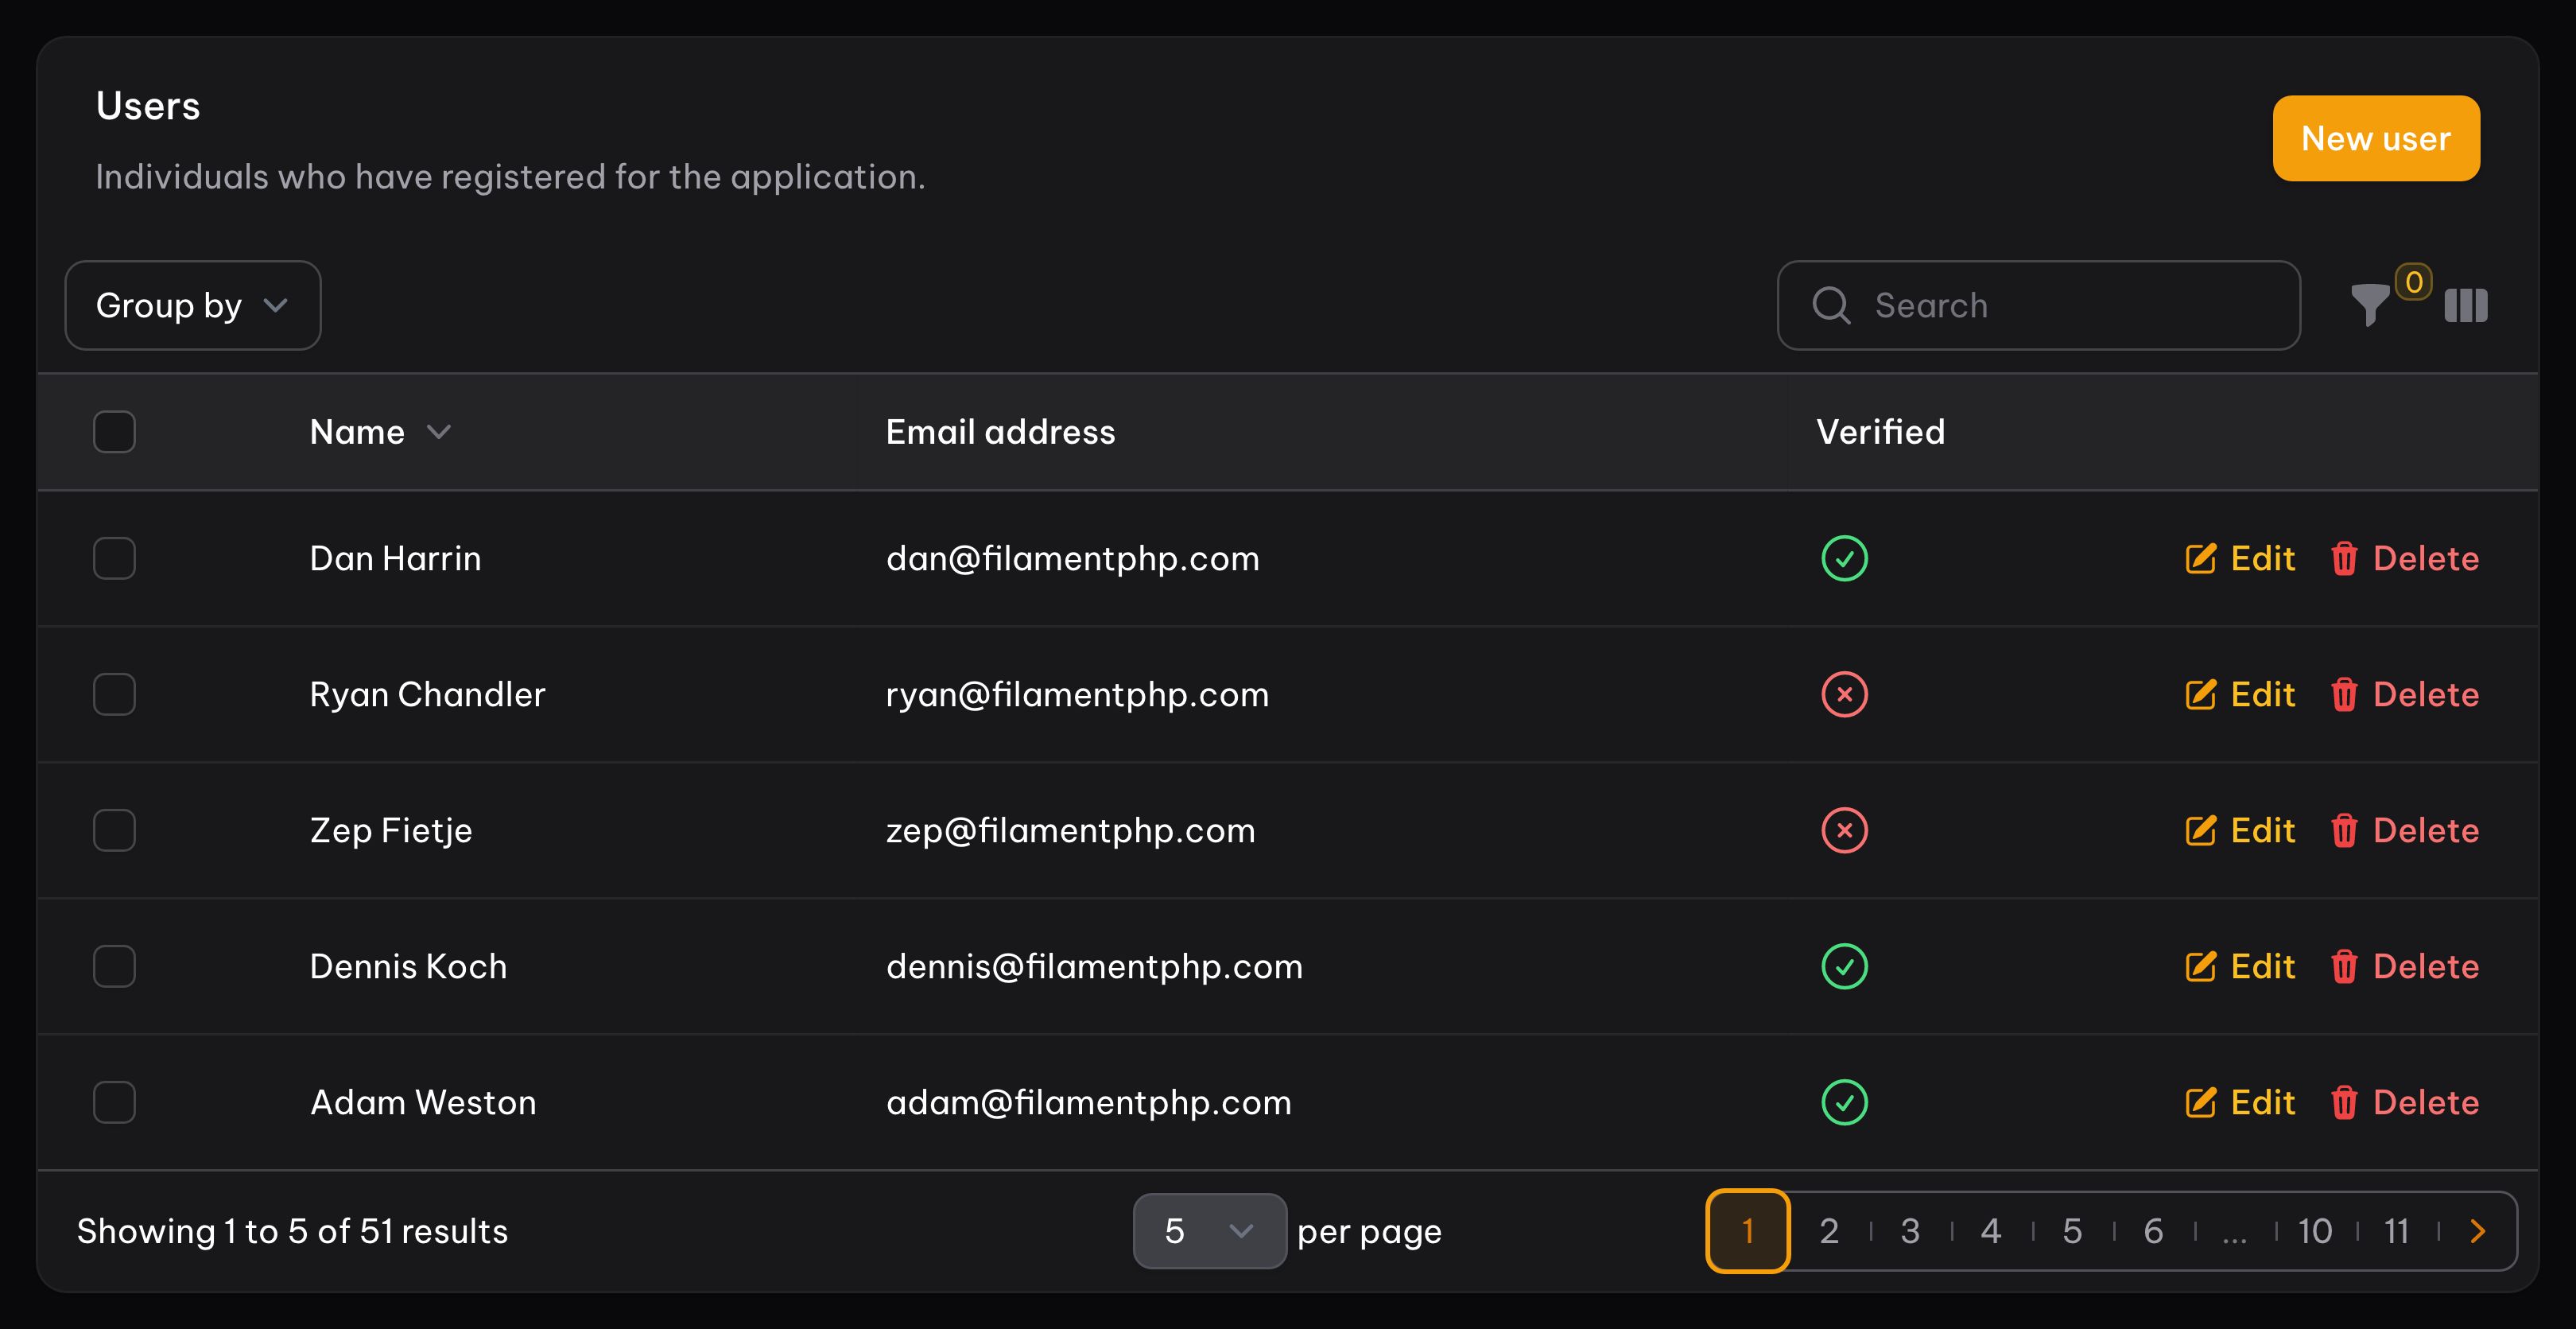 Users
New user
Individuals who have registered for the application.
Group by
Search
0
Name
Email address
Verified
Dan Harrin
dan@filamentphp.com
Edit
Delete
Ryan Chandler
ryan@filamentphp.com
Edit
Delete
Zep Fietje
zep@filamentphp.com
Edit
Delete
Dennis Koch
dennis@filamentphp.com
Edit
Delete
Adam Weston
adam@filamentphp.com
Edit
Delete
Showing 1 to 5 of 51 results
5
per page
1 2 3 4 5 6 ... 10 11